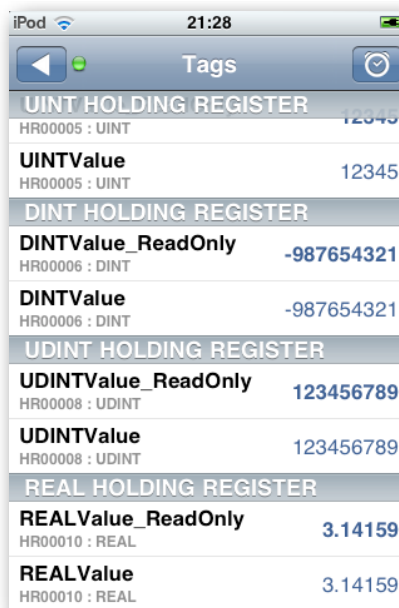 iPod 21:28
Tags
UINT HOLDING REGISTER
HR00005 : UINT 12345
UINTValue 12345
HR00005 : UINT
DINT HOLDING REGISTER
DINTValue_ReadOnly -987654321
HR00006 : DINT
DINTValue -987654321
HR00006 : DINT
UDINT HOLDING REGISTER
UDINTValue_ReadOnly 123456789
HR00008 : UDINT
UDINTValue 123456789
HR00008 : UDINT
REAL HOLDING REGISTER
REALValue_ReadOnly 3.14159
HR00010 : REAL
REALValue 3.14159
HR00010 : REAL